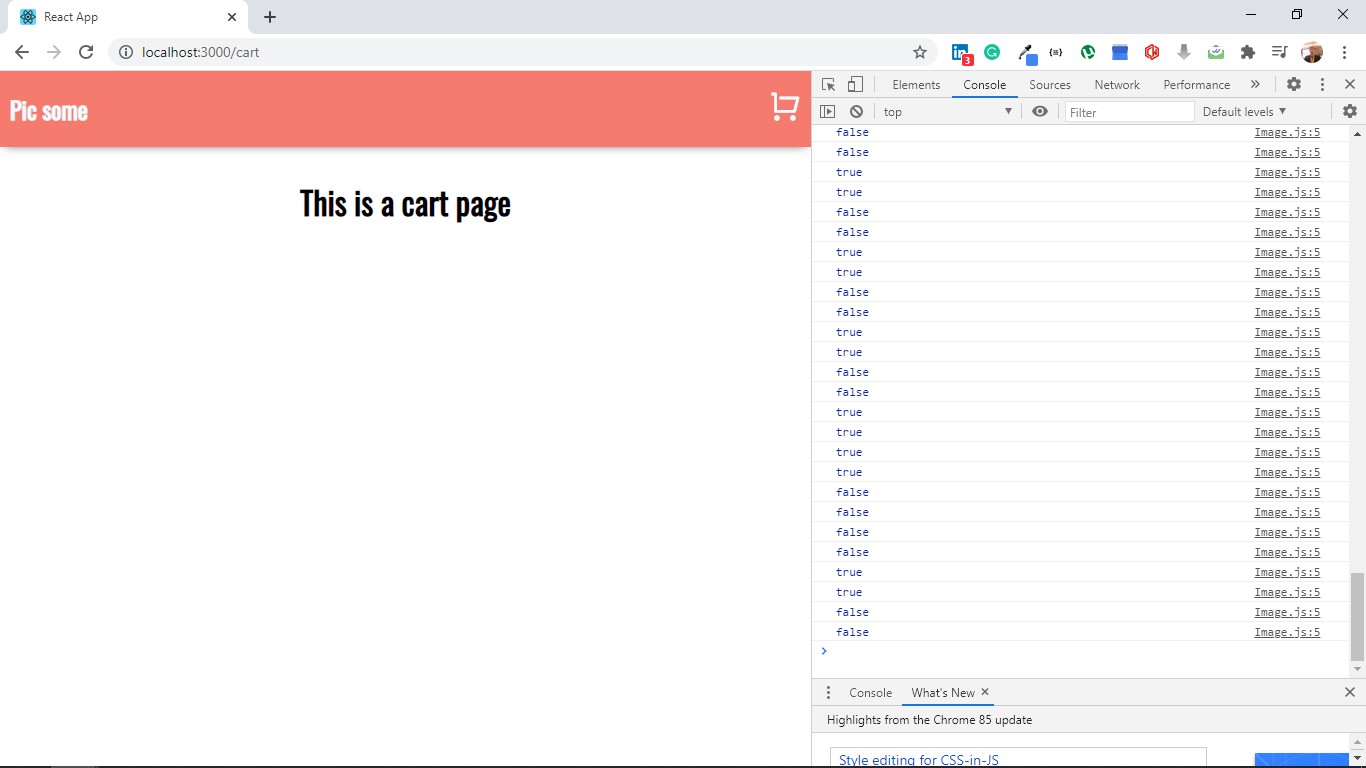 React App
localhost:3000/cart
3
Pic some
This is a cart page
Elements Console Sources Network Performance »
top Filter Default levels
false Image.js:5
false Image.js:5
true Image.js:5
true Image.js:5
false Image.js:5
false Image.js:5
true Image.js:5
true Image.js:5
false Image.js:5
false Image.js:5
true Image.js:5
true Image.js:5
false Image.js:5
false Image.js:5
true Image.js:5
true Image.js:5
true Image.js:5
true Image.js:5
false Image.js:5
false Image.js:5
false Image.js:5
false Image.js:5
true Image.js:5
true Image.js:5
false Image.js:5
false Image.js:5
Console What's New
Highlights from the Chrome 85 update
Style editing for CSS-in-JS